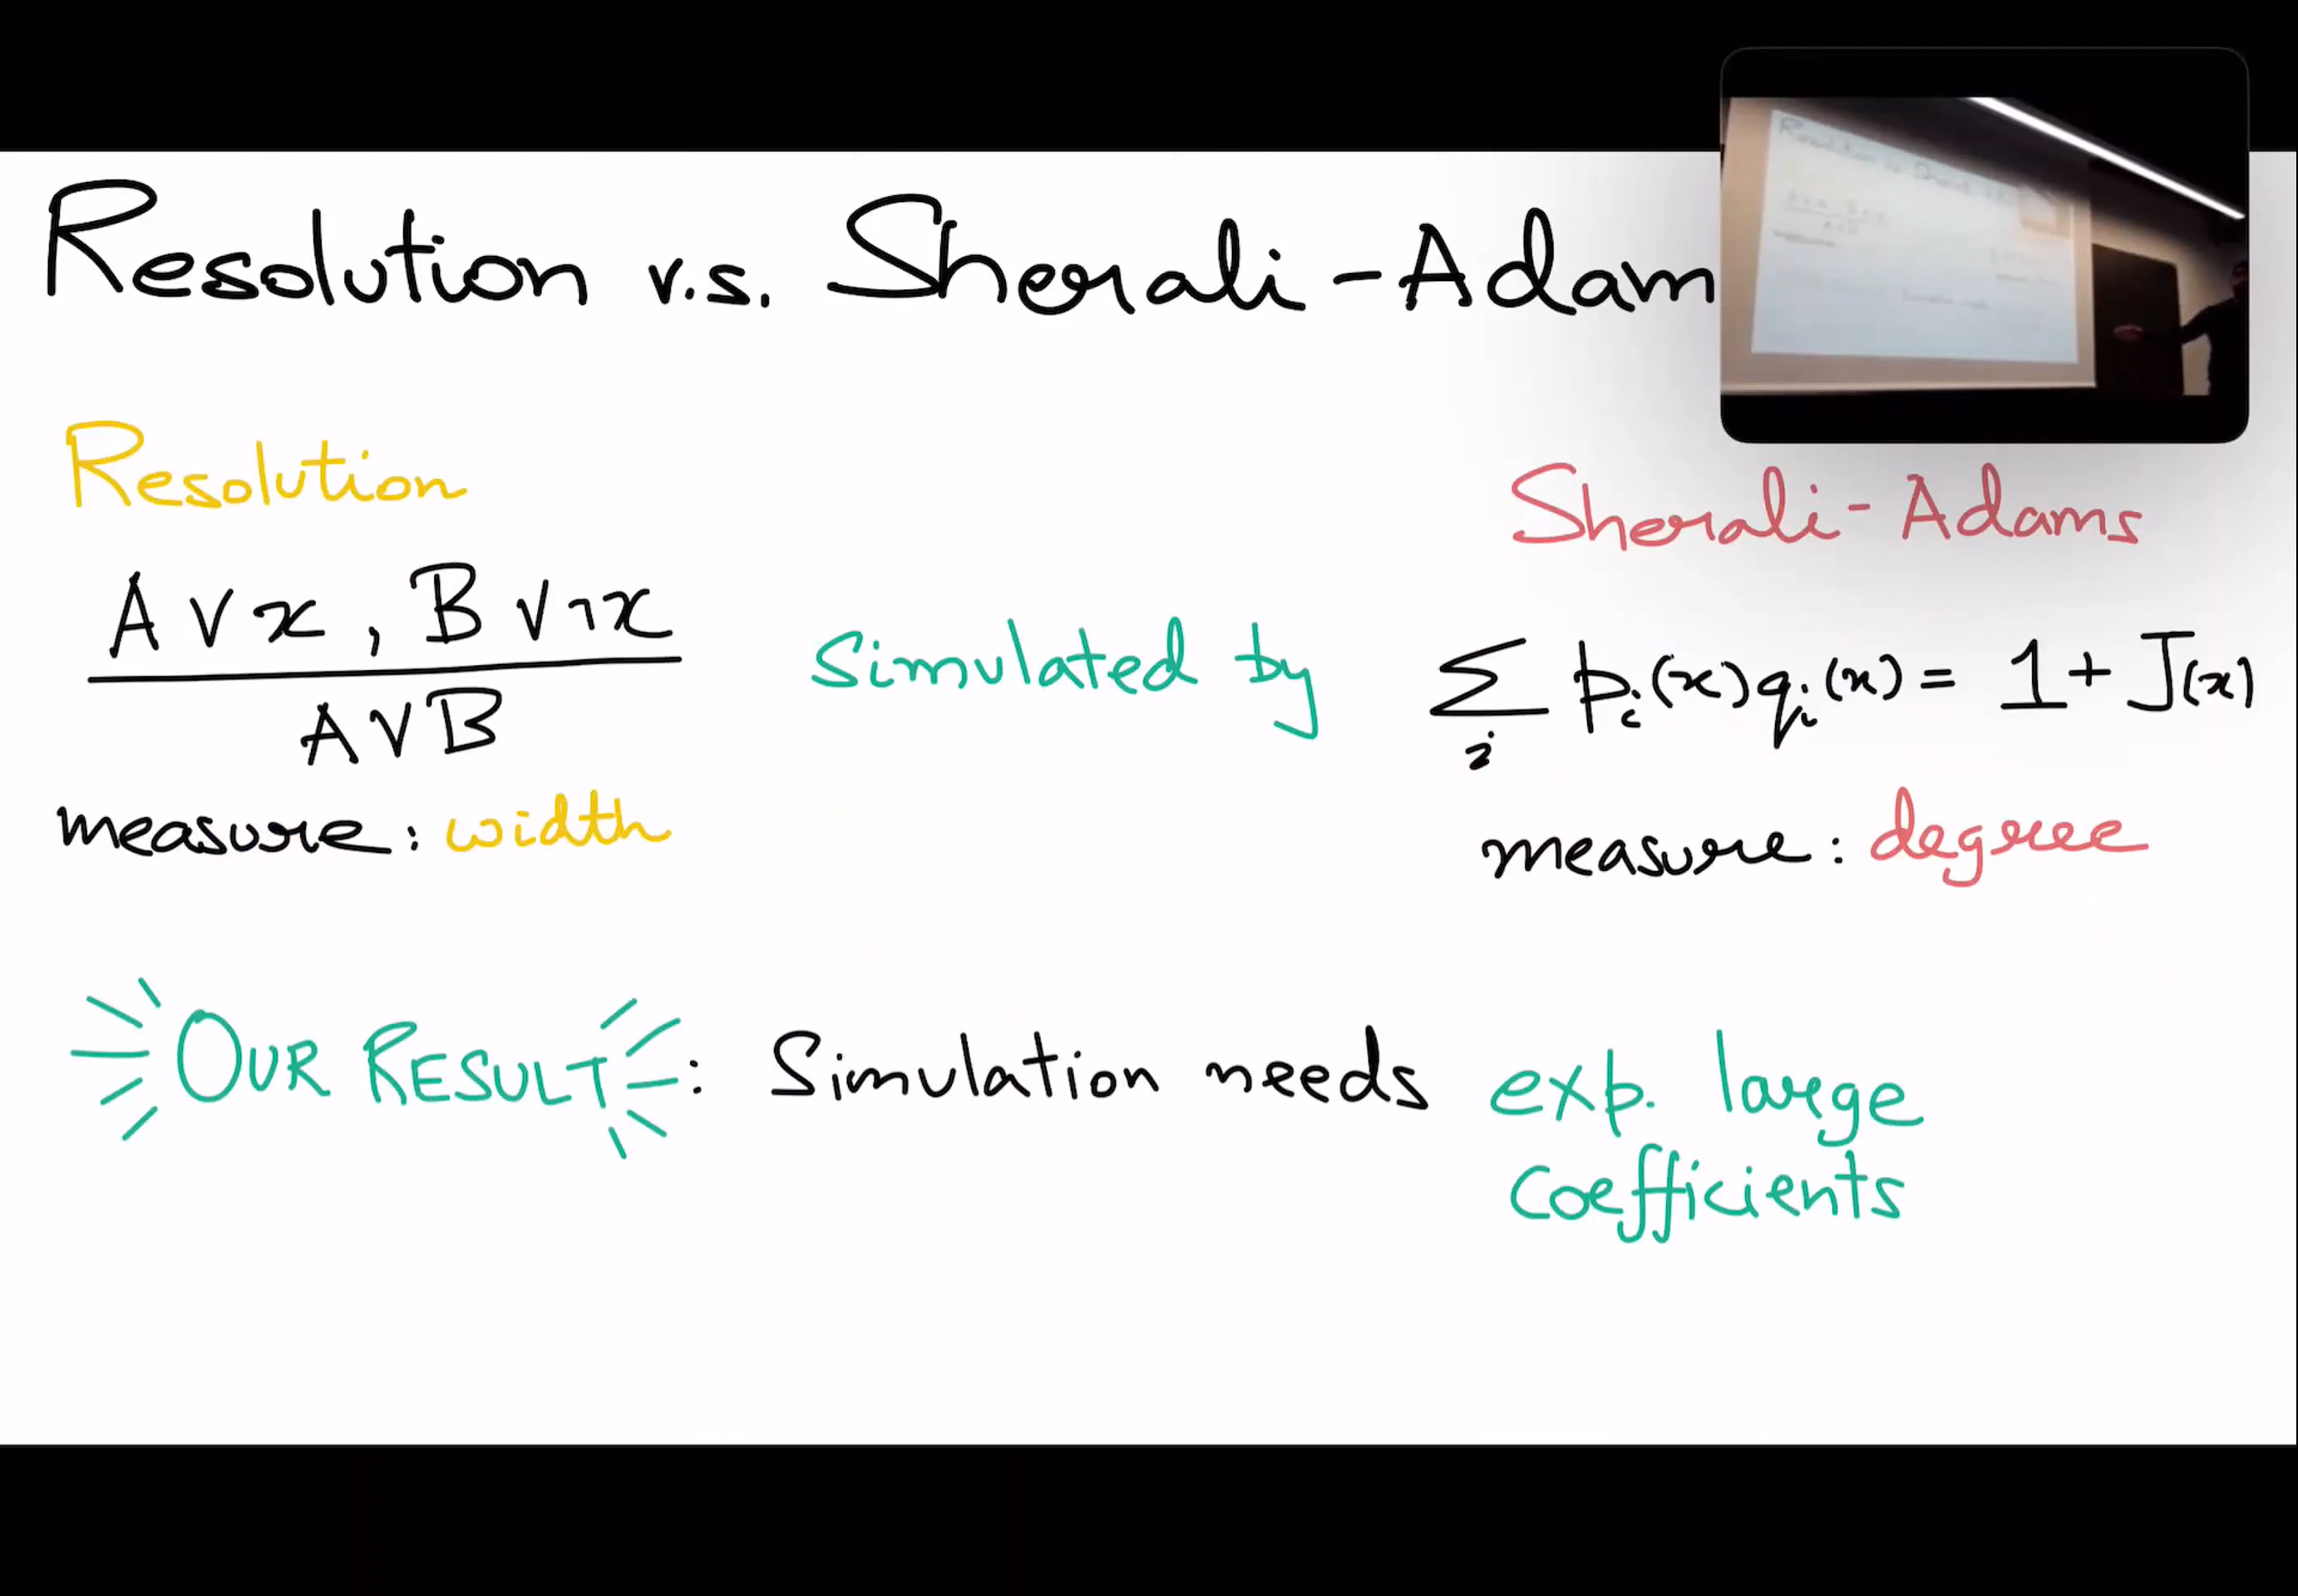 Resolution v.s. Sherali-Adam
Resolution
A ∨ x , B ∨ ¬x
A ∨ B
measure: width
Simulated by
Sherali-Adams
∑ᵢ pᵢ(x)qᵢ(x) = 1 + J(x)
measure: degree
OUR RESULT: Simulation needs exp. large
coefficients